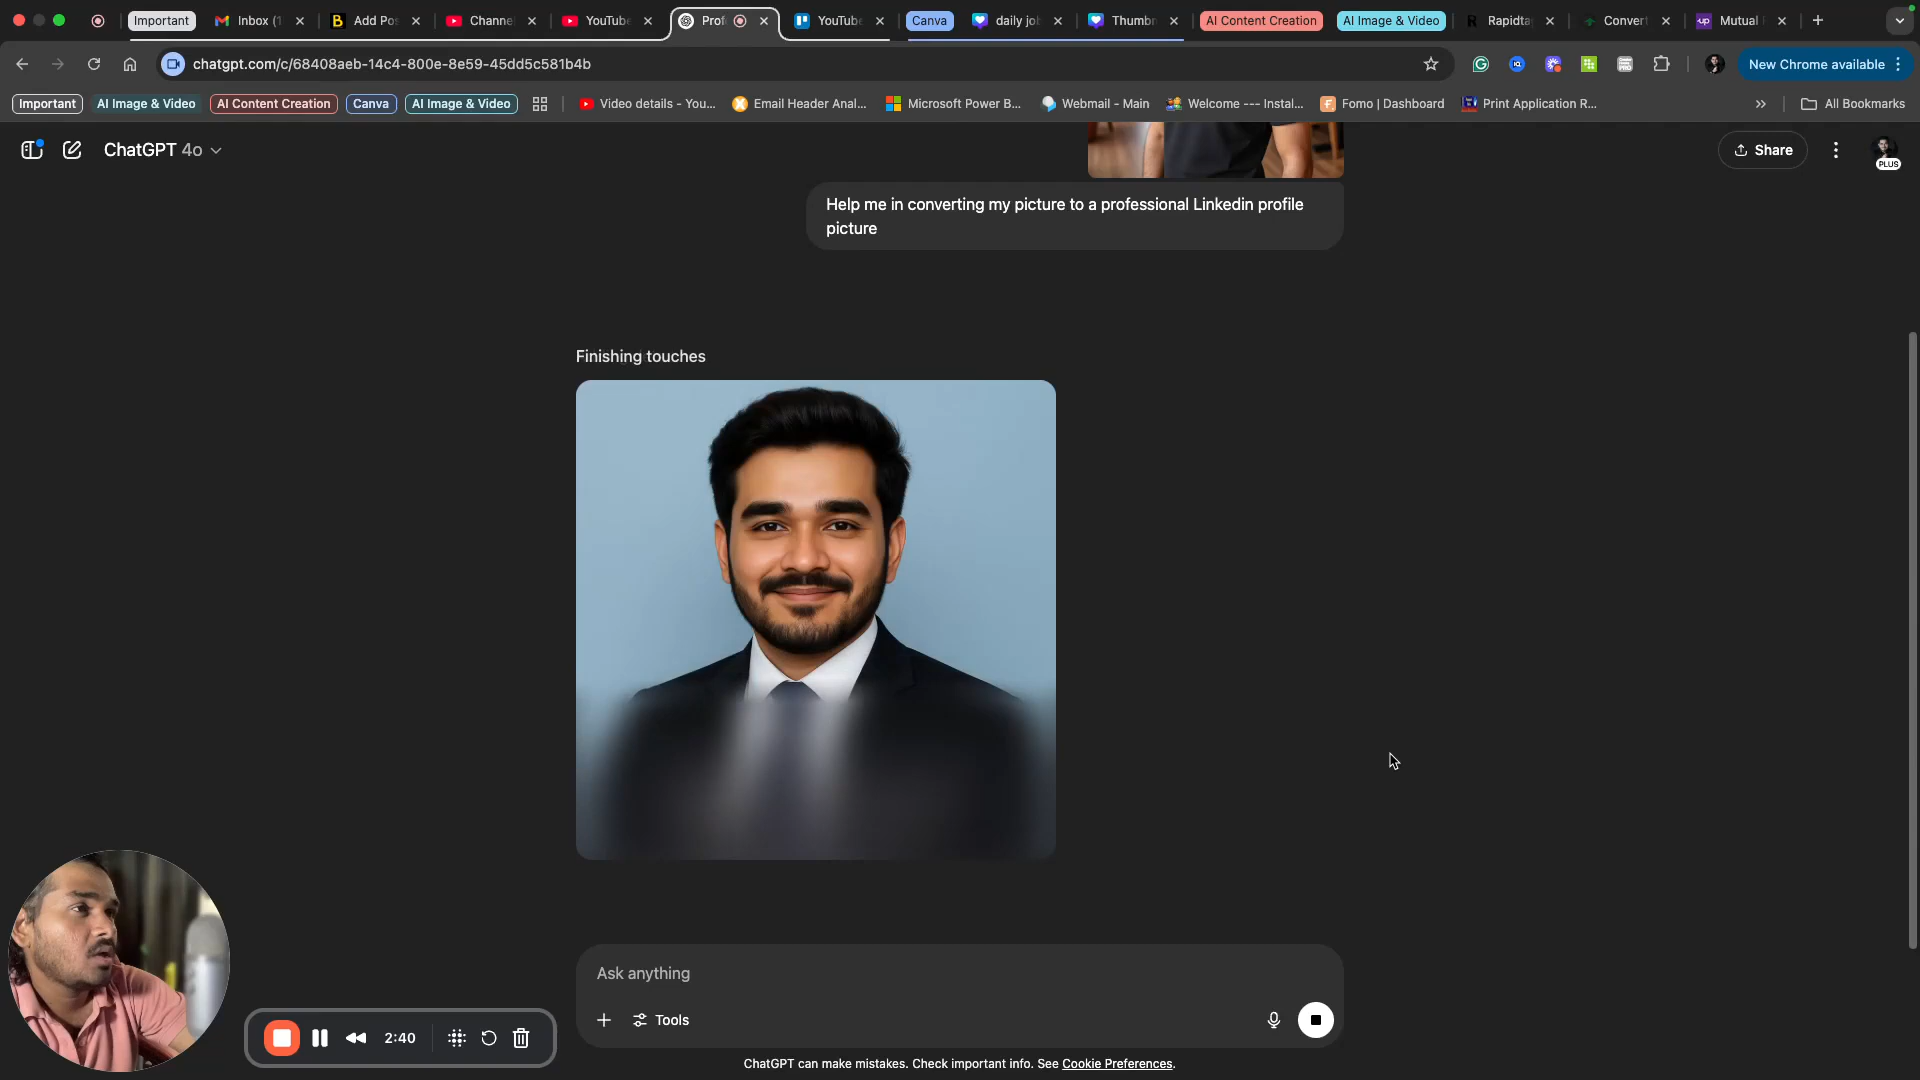 Important
Inbox (1
Add Pos
Channe
YouTube
Prof
YouTube
Canva
daily jo
Thumbn
AI Content Creation
AI Image & Video
Rapidta
Convert
Mutual
chatgpt.com/c/68408aeb-14c4-800e-8e59-45dd5c581b4b
New Chrome available
Important
AI Image & Video
AI Content Creation
Canva
AI Image & Video
Video details - You...
Email Header Anal...
Microsoft Power B...
Webmail - Main
Welcome --- Instal...
Fomo | Dashboard
Print Application R...
All Bookmarks
ChatGPT 4o
Share
PLUS
Help me in converting my picture to a professional Linkedin profile
picture
Finishing touches
Ask anything
Tools
2:40
ChatGPT can make mistakes. Check important info. See Cookie Preferences.